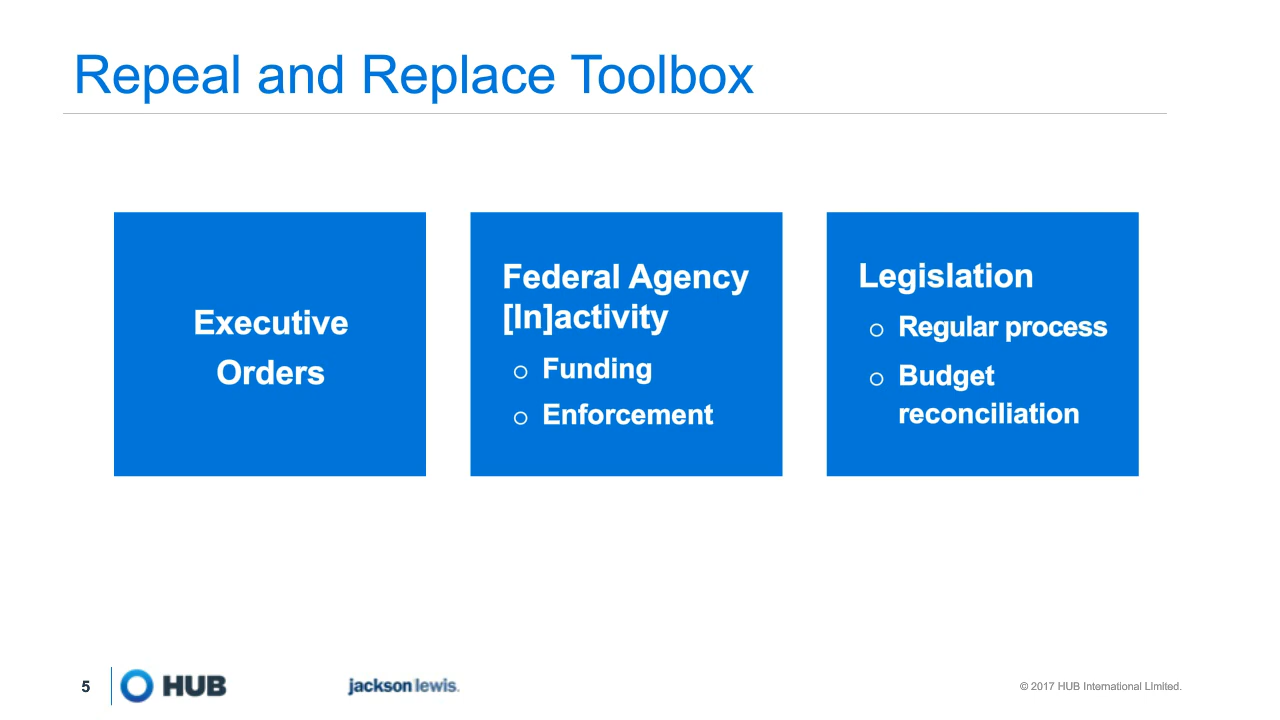 Repeal and Replace Toolbox
Executive
Orders
Federal Agency
[In]activity
o Funding
o Enforcement
Legislation
o Regular process
o Budget
reconciliation
5
HUB
jackson lewis.
© 2017 HUB International LImited.